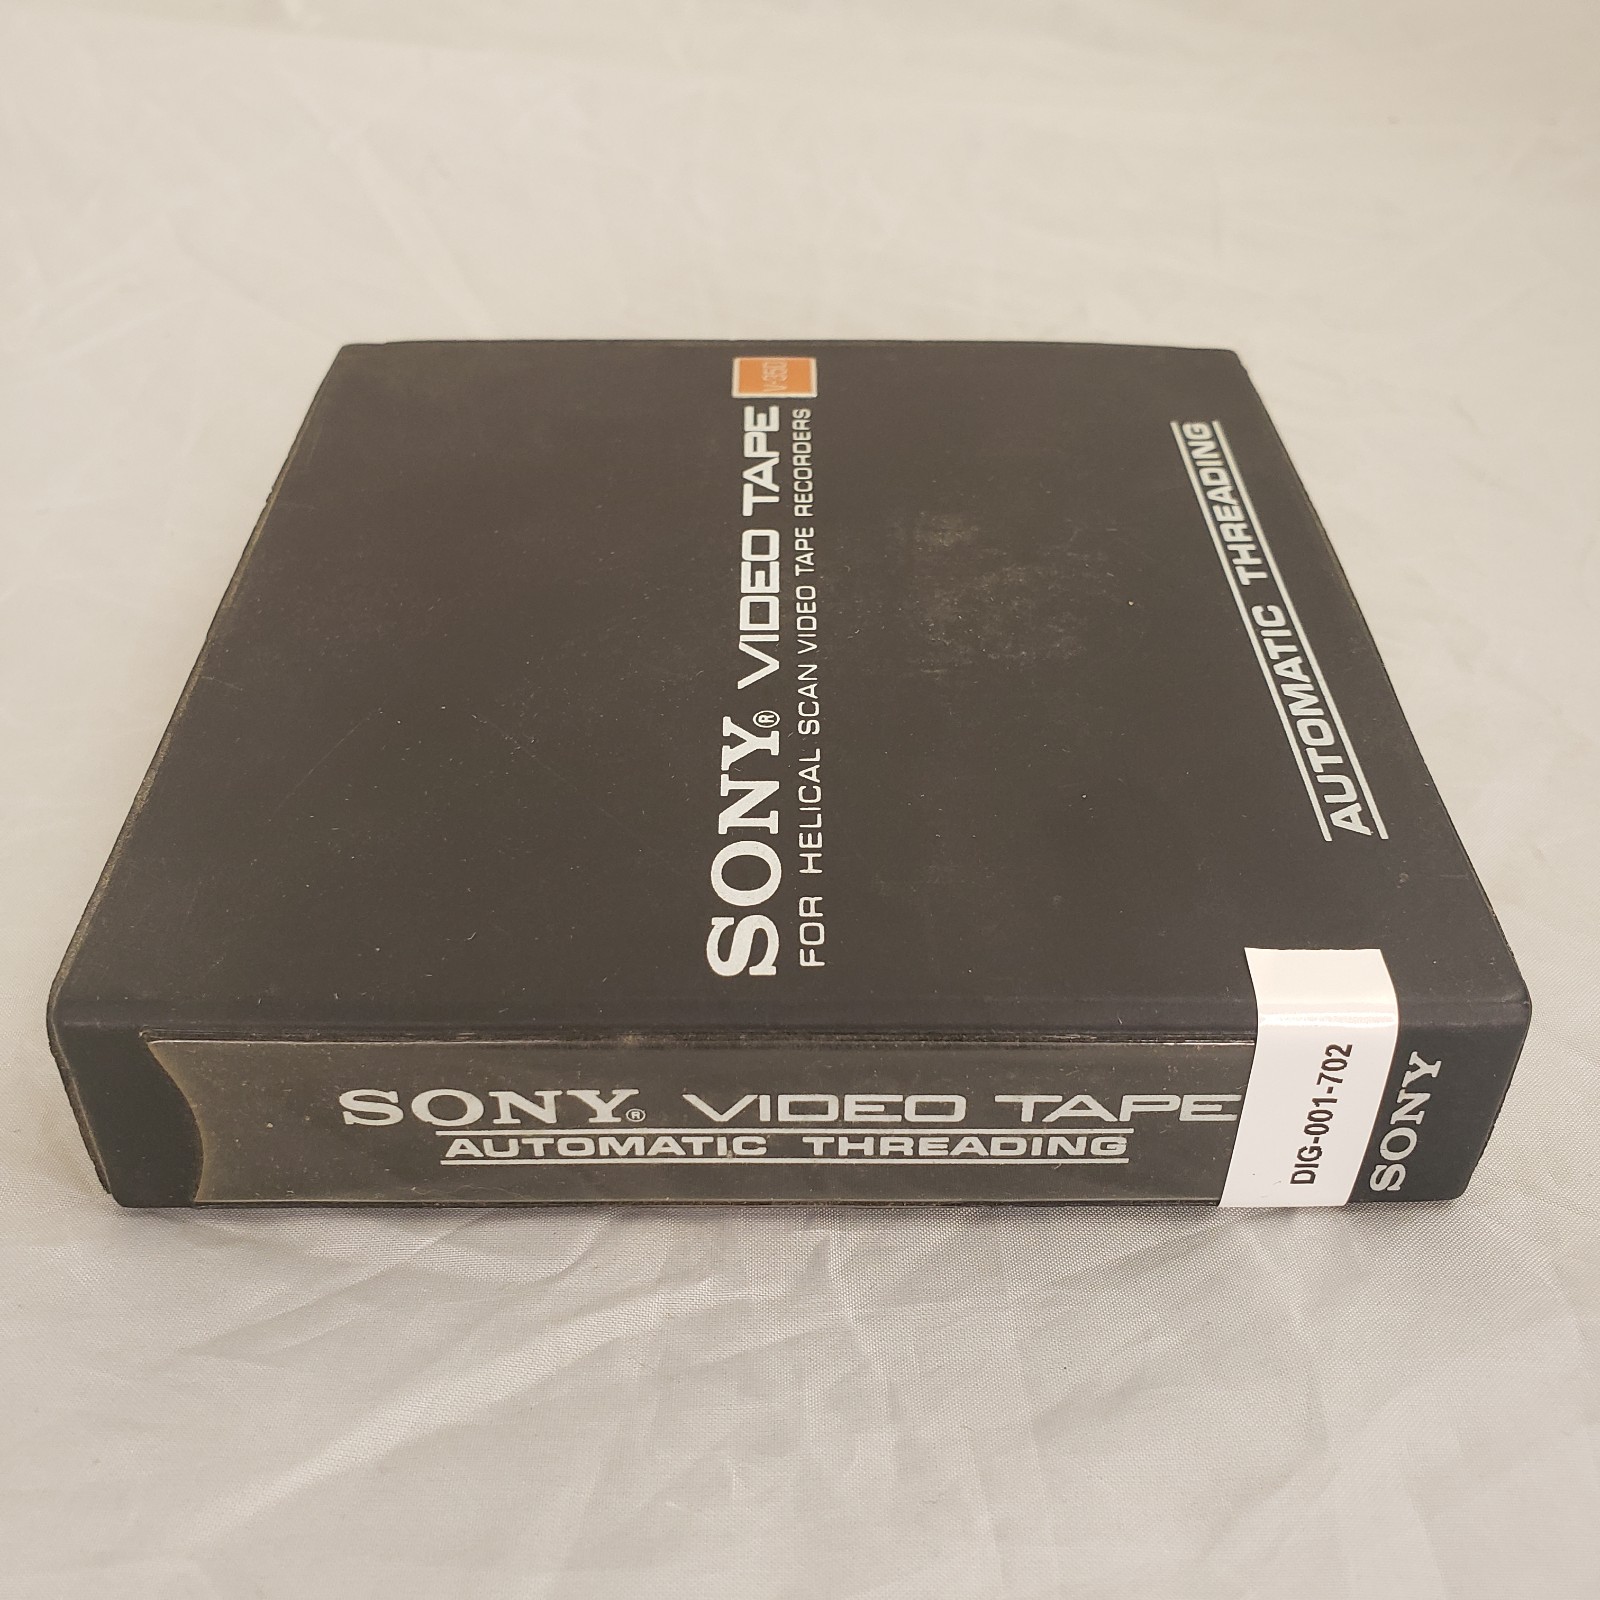 SONY® VIDEO TAPE
FOR HELICAL SCAN VIDEO TAPE RECORDERS
V-350
AUTOMATIC THREADING
SONY® VIDEO TAPE
AUTOMATIC THREADING
DIG-001-702
SONY